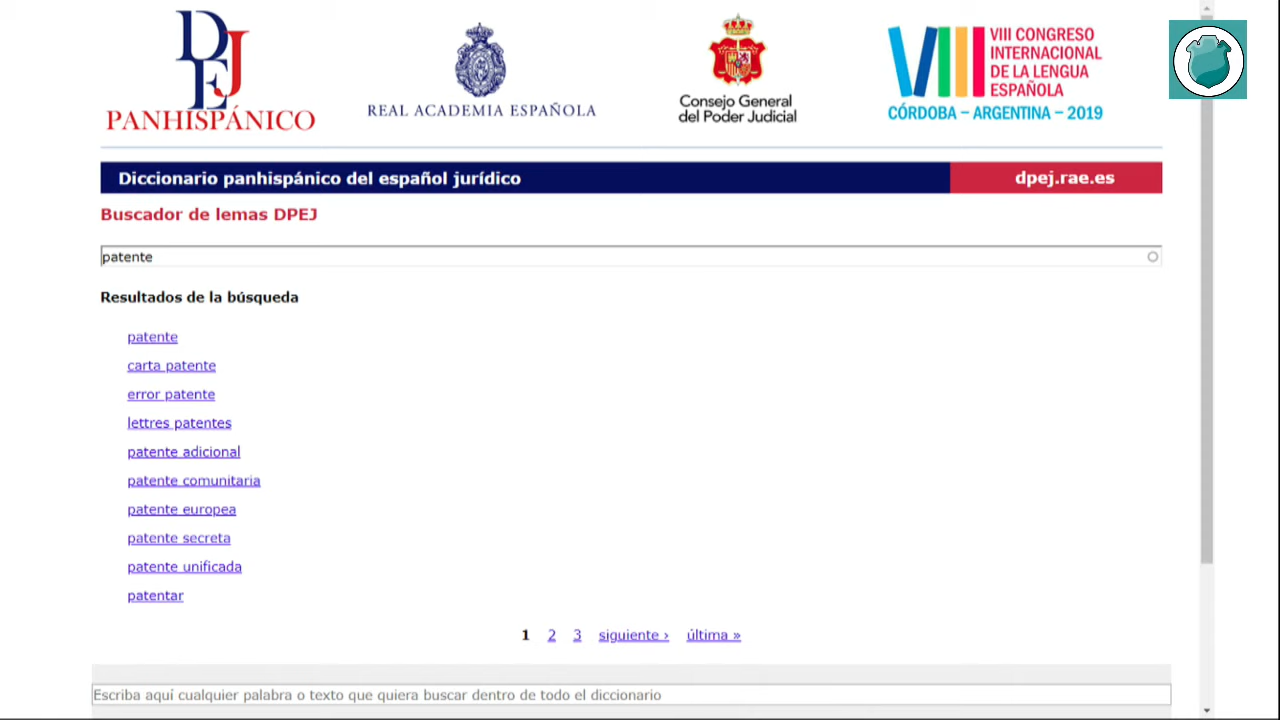 DEJ
PANHISPÁNICO
REAL ACADEMIA ESPAÑOLA
Consejo General
del Poder Judicial
VIII CONGRESO
INTERNACIONAL
DE LA LENGUA
ESPAÑOLA
CÓRDOBA – ARGENTINA – 2019
Diccionario panhispánico del español jurídico
dpej.rae.es
Buscador de lemas DPEJ
patente
Resultados de la búsqueda
patente
carta patente
error patente
lettres patentes
patente adicional
patente comunitaria
patente europea
patente secreta
patente unificada
patentar
1 2 3 siguiente › última »
Escriba aquí cualquier palabra o texto que quiera buscar dentro de todo el diccionario